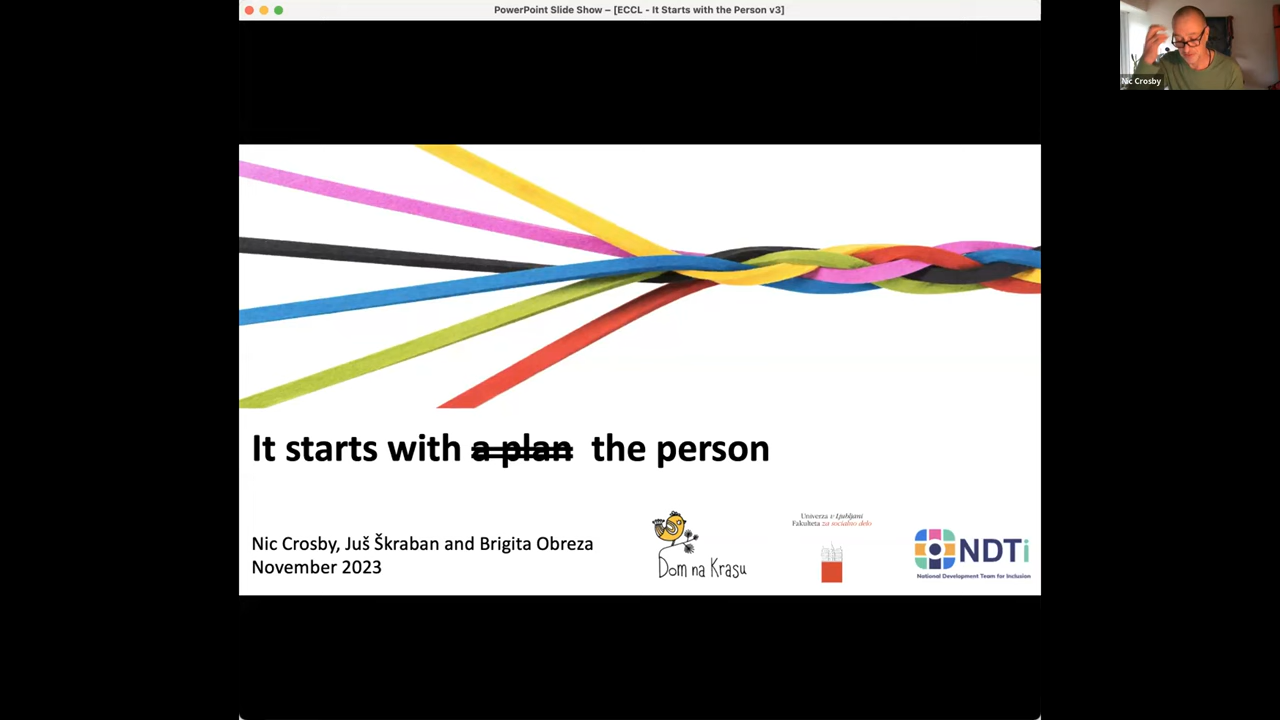 PowerPoint Slide Show – [ECCL - It Starts with the Person v3]
Nic Crosby
It starts with a plan the person
Nic Crosby, Juš Škraban and Brigita Obreza
November 2023
Dom na Krasu
Univerza v Ljubljani
Fakulteta za socialno delo
NDTi
National Development Team for Inclusion